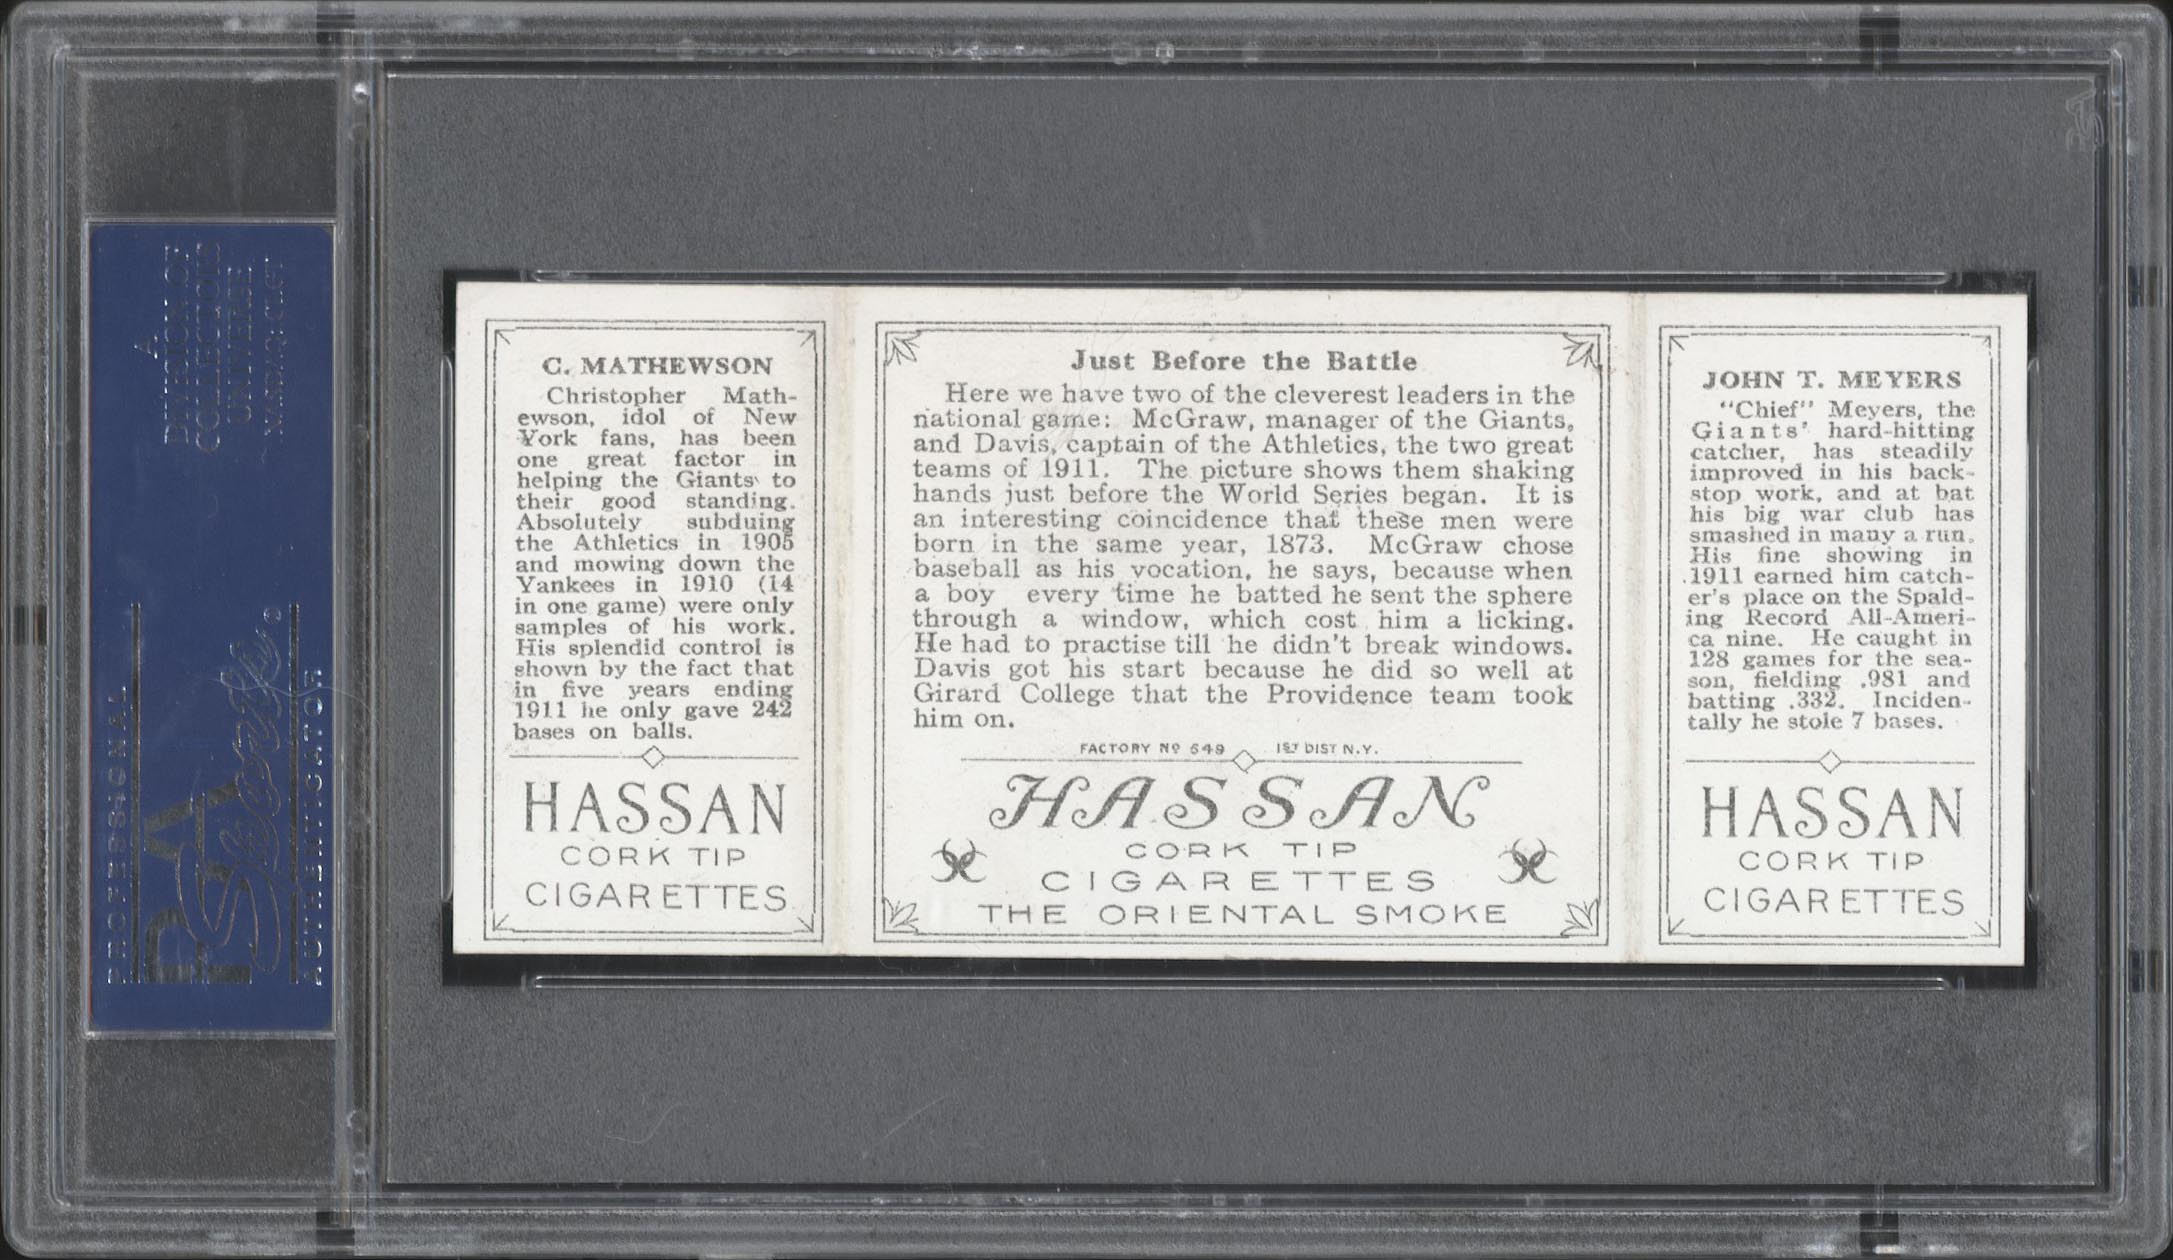 A
DIVISION OF
COLLECTORS
UNIVERSE
NASDAQ: CLCT
PSA
PROFESSIONAL
Sports
AUTHENTICATOR
C. MATHEWSON
Christopher Math-
ewson, idol of New
York fans, has been
one great factor in
helping the Giants to
their good standing.
Absolutely subduing
the Athletics in 1905
and mowing down the
Yankees in 1910 (14
in one game) were only
samples of his work.
His splendid control is
shown by the fact that
in five years ending
1911 he only gave 242
bases on balls.
HASSAN
CORK TIP
CIGARETTES
Just Before the Battle
Here we have two of the cleverest leaders in the
national game: McGraw, manager of the Giants,
and Davis, captain of the Athletics, the two great
teams of 1911. The picture shows them shaking
hands just before the World Series began. It is
an interesting coincidence that these men were
born in the same year, 1873. McGraw chose
baseball as his vocation, he says, because when
a boy every time he batted he sent the sphere
through a window, which cost him a licking.
He had to practise till he didn't break windows.
Davis got his start because he did so well at
Girard College that the Providence team took
him on.
FACTORY Nº 649 1ST DIST N.Y.
HASSAN
CORK TIP
CIGARETTES
THE ORIENTAL SMOKE
JOHN T. MEYERS
"Chief" Meyers, the
Giants' hard-hitting
catcher, has steadily
improved in his back-
stop work, and at bat
his big war club has
smashed in many a run.
His fine showing in
1911 earned him catch-
er's place on the Spald-
ing Record All-Ameri-
ca nine. He caught in
128 games for the sea-
son, fielding .981 and
batting .332. Inciden-
tally he stole 7 bases.
HASSAN
CORK TIP
CIGARETTES
PSA